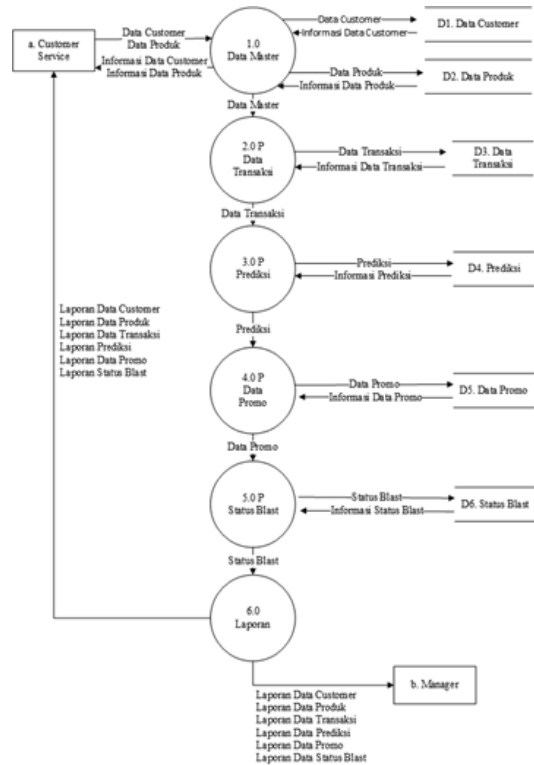 a. Customer
Service
Data Customer
Data Produk
Informasi Data Customer
Informasi Data Produk
1.0
Data Master
Data Customer
Informasi Data Customer
D1. Data Customer
Data Produk
Informasi Data Produk
D2. Data Produk
Data Master
2.0 P
Data
Transaksi
Data Transaksi
Informasi Data Transaksi
D3. Data
Transaksi
Data Transaksi
3.0 P
Prediksi
Prediksi
Informasi Prediksi
D4. Prediksi
Laporan Data Customer
Laporan Data Produk
Laporan Data Transaksi
Laporan Prediksi
Laporan Data Promo
Laporan Status Blast
Prediksi
4.0 P
Data
Promo
Data Promo
Informasi Data Promo
D5. Data Promo
Data Promo
5.0 P
Status Blast
Status Blast
Informasi Status Blast
D6. Status Blast
Status Blast
6.0
Laporan
b. Manager
Laporan Data Customer
Laporan Data Produk
Laporan Data Transaksi
Laporan Data Prediksi
Laporan Data Promo
Laporan Data Status Blast